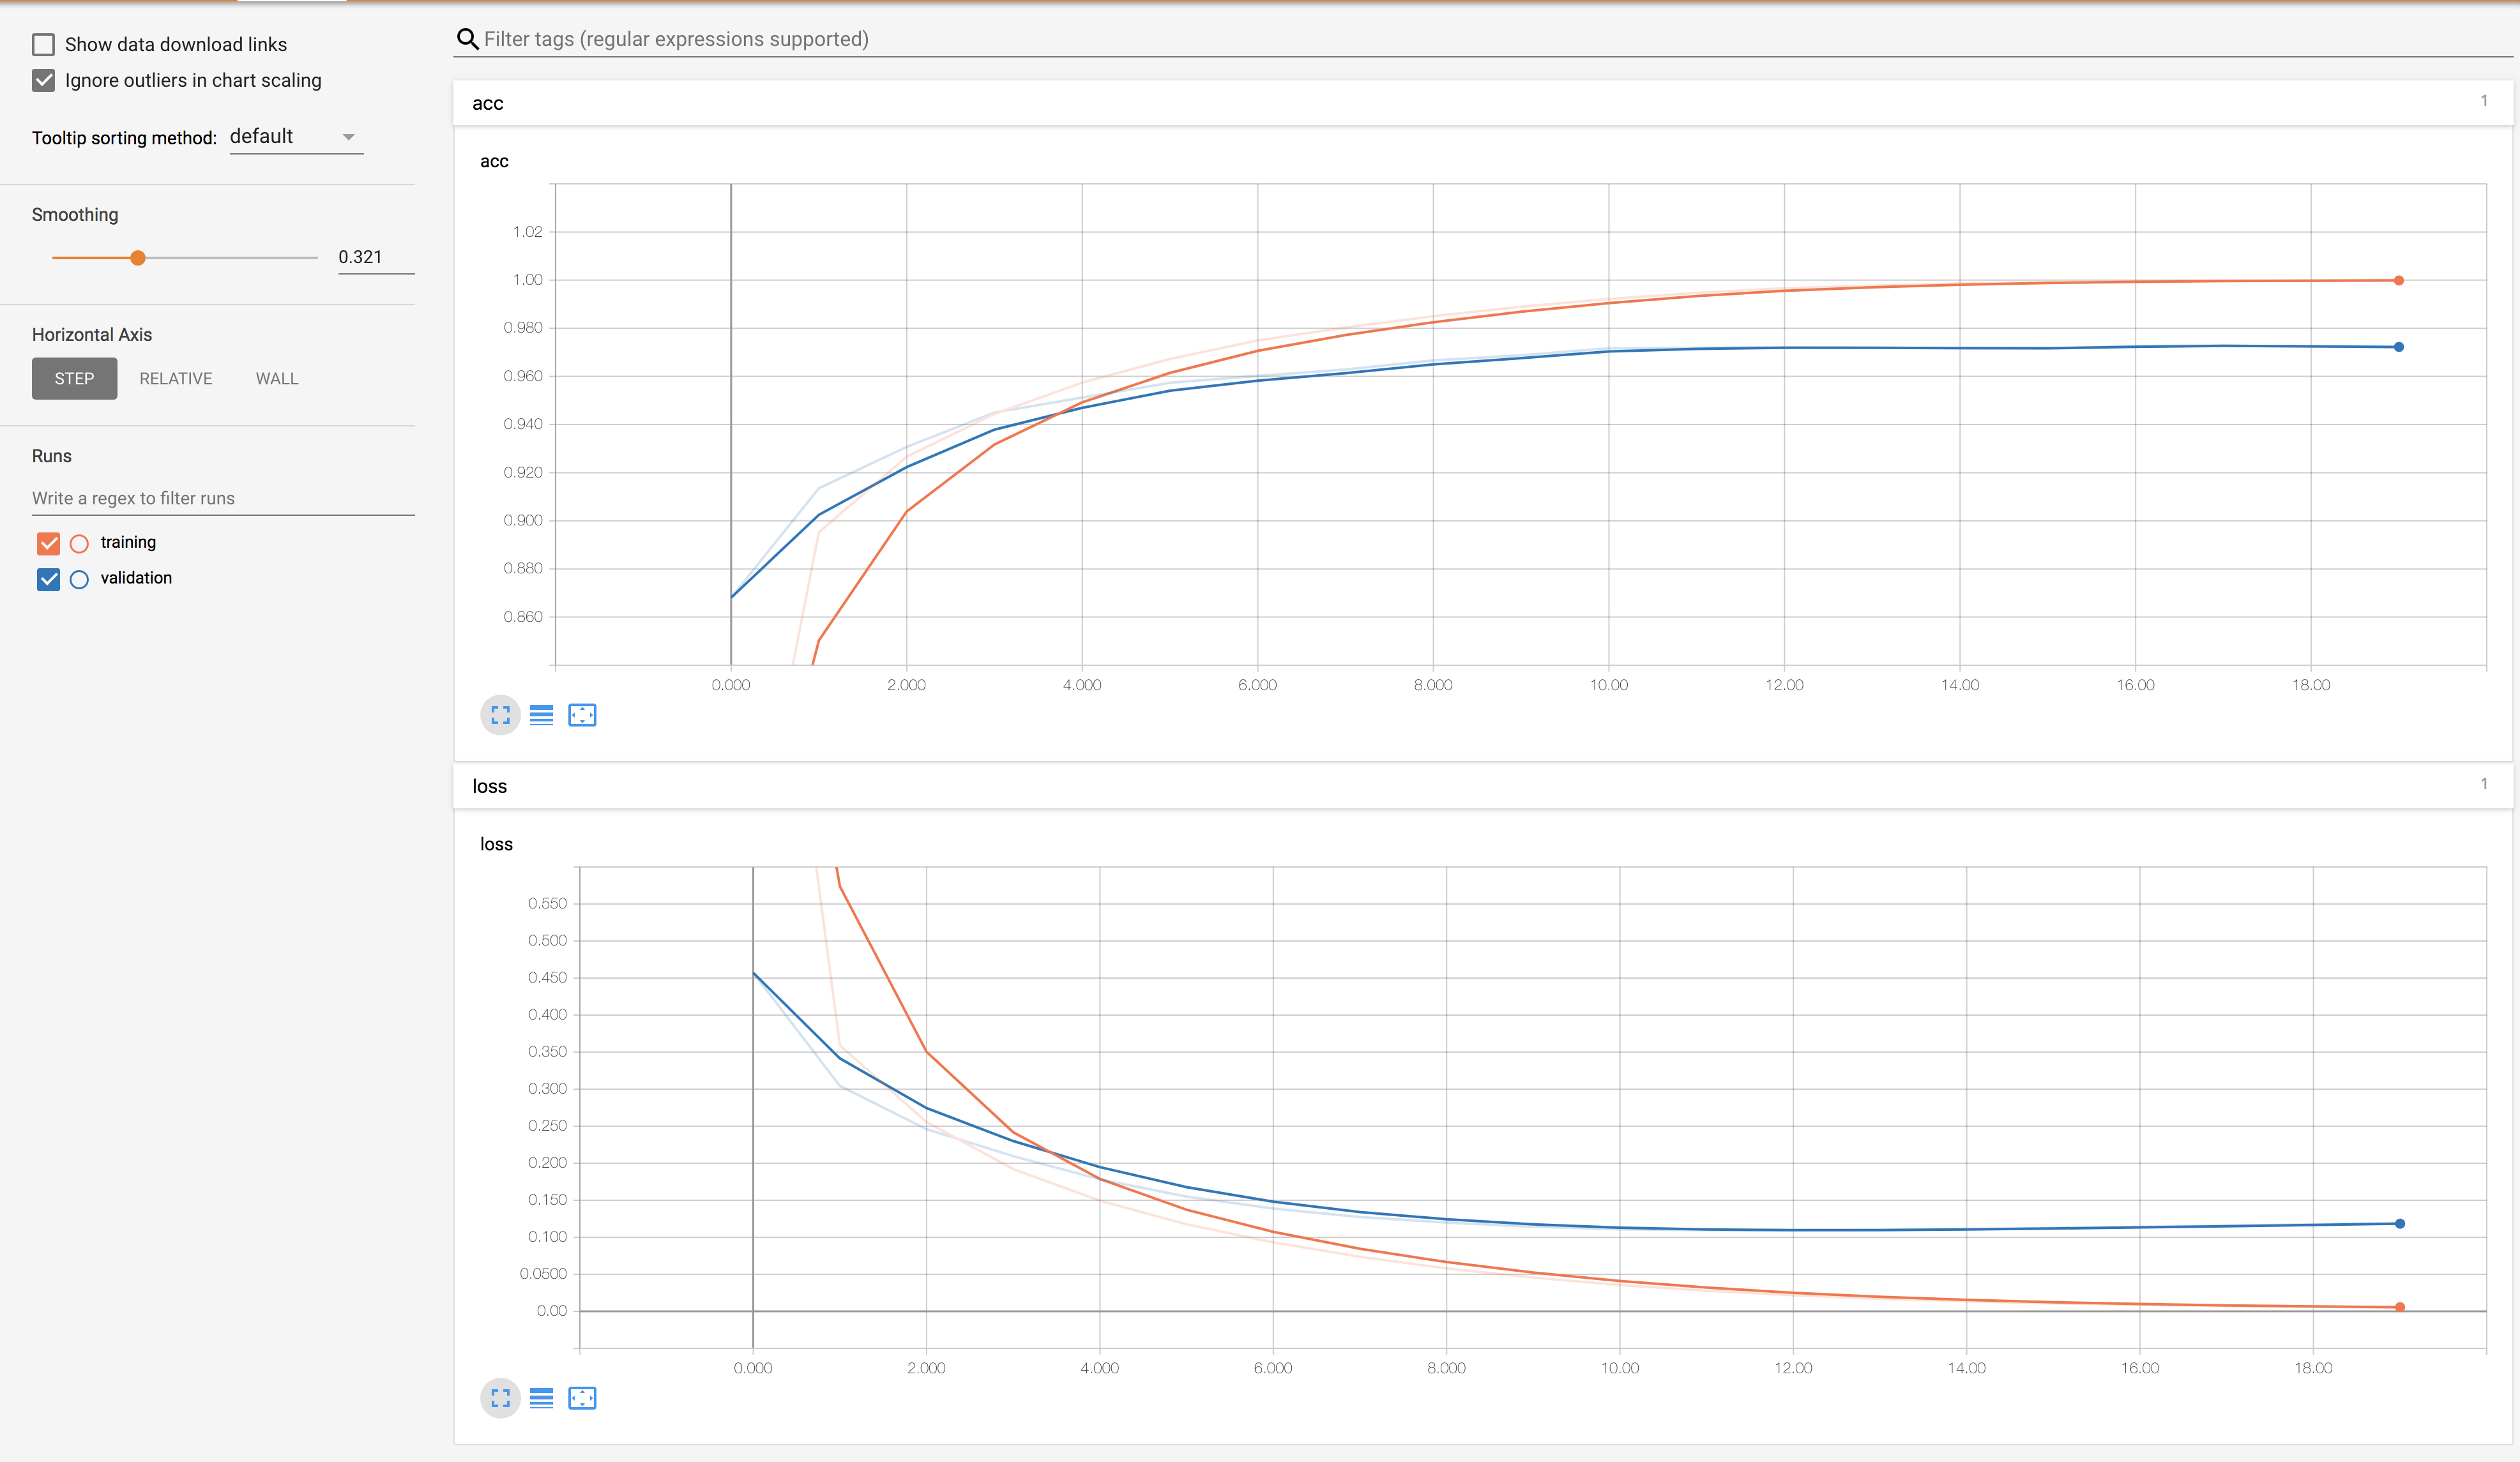 Show data download links
Ignore outliers in chart scaling
Tooltip sorting method: default
Smoothing
0.321
Horizontal Axis
STEP RELATIVE WALL
Runs
Write a regex to filter runs
training
validation
Filter tags (regular expressions supported)
acc 1
acc
1.02
1.00
0.980
0.960
0.940
0.920
0.900
0.880
0.860
0.000 2.000 4.000 6.000 8.000 10.00 12.00 14.00 16.00 18.00
loss 1
loss
0.550
0.500
0.450
0.400
0.350
0.300
0.250
0.200
0.150
0.100
0.0500
0.00
0.000 2.000 4.000 6.000 8.000 10.00 12.00 14.00 16.00 18.00